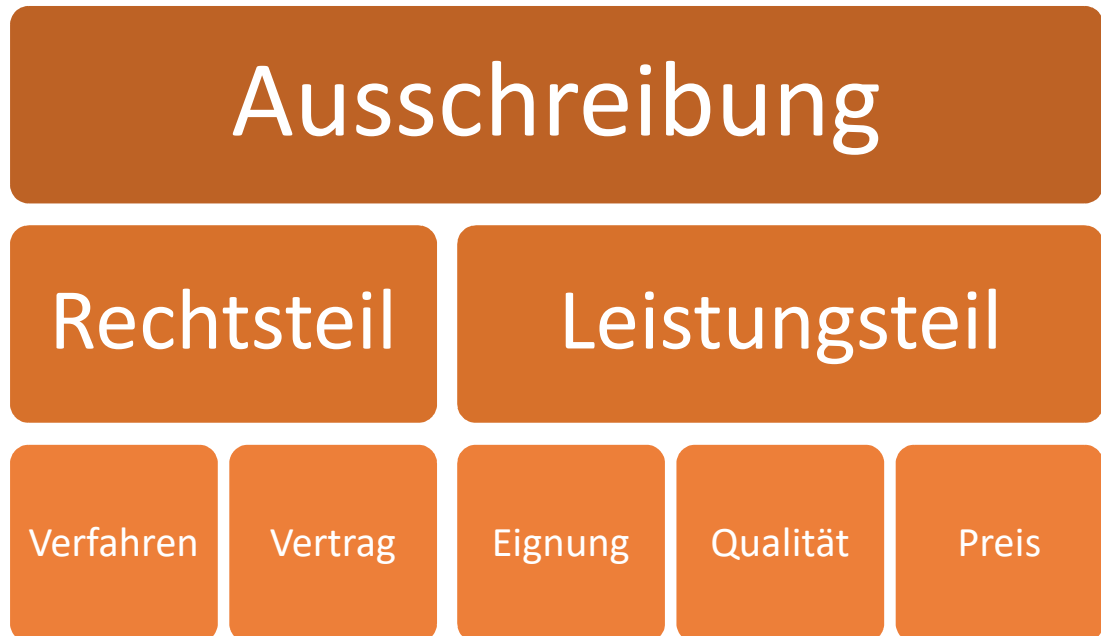 Ausschreibung
Rechtsteil
Leistungsteil
Verfahren
Vertrag
Eignung
Qualität
Preis